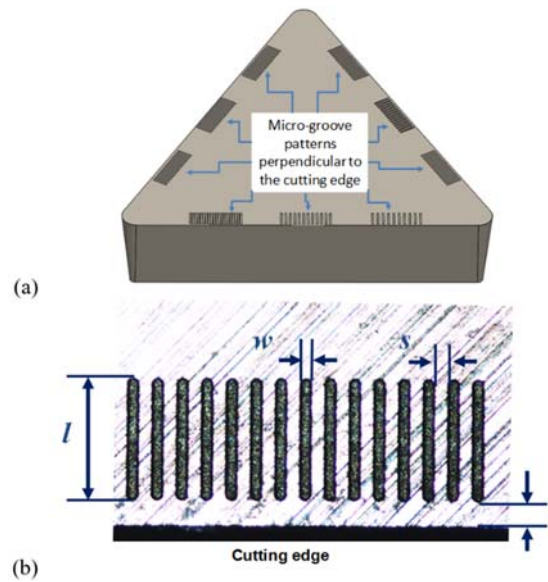 Micro-groove
patterns
perpendicular to
the cutting edge
(a)
w
s
l
Cutting edge
(b)